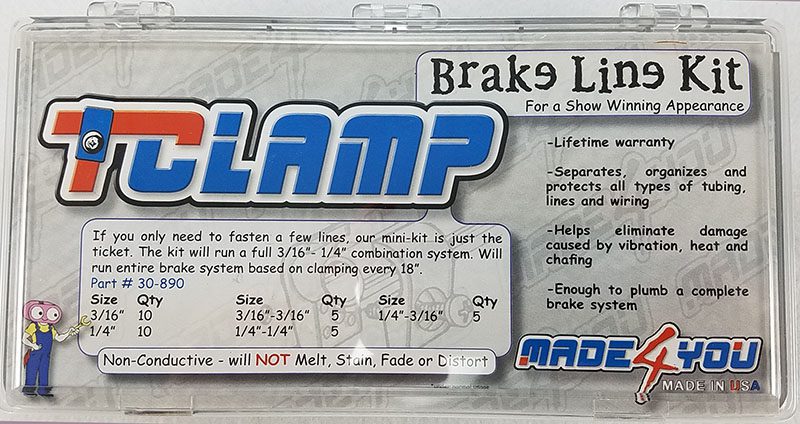 Brake Line Kit
For a Show Winning Appearance
TCLAMP
-Lifetime warranty
-Separates, organizes and
protects all types of tubing,
lines and wiring
-Helps eliminate damage
caused by vibration, heat and
chafing
-Enough to plumb a complete
brake system
If you only need to fasten a few lines, our mini-kit is just the
ticket. The kit will run a full 3/16"- 1/4" combination system. Will
run entire brake system based on clamping every 18".
Part # 30-890
Size Qty Size Qty Size Qty
3/16" 10 3/16"-3/16" 5 1/4"-3/16" 5
1/4" 10 1/4"-1/4" 5
Non-Conductive - will NOT Melt, Stain, Fade or Distort
MADE4YOU
MADE IN USA